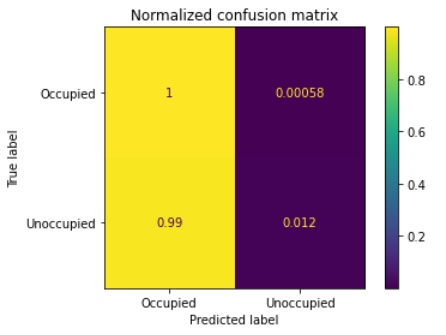 Normalized confusion matrix
True label
Occupied
1
0.00058
Unoccupied
0.99
0.012
Occupied
Unoccupied
Predicted label
0.8
0.6
0.4
0.2